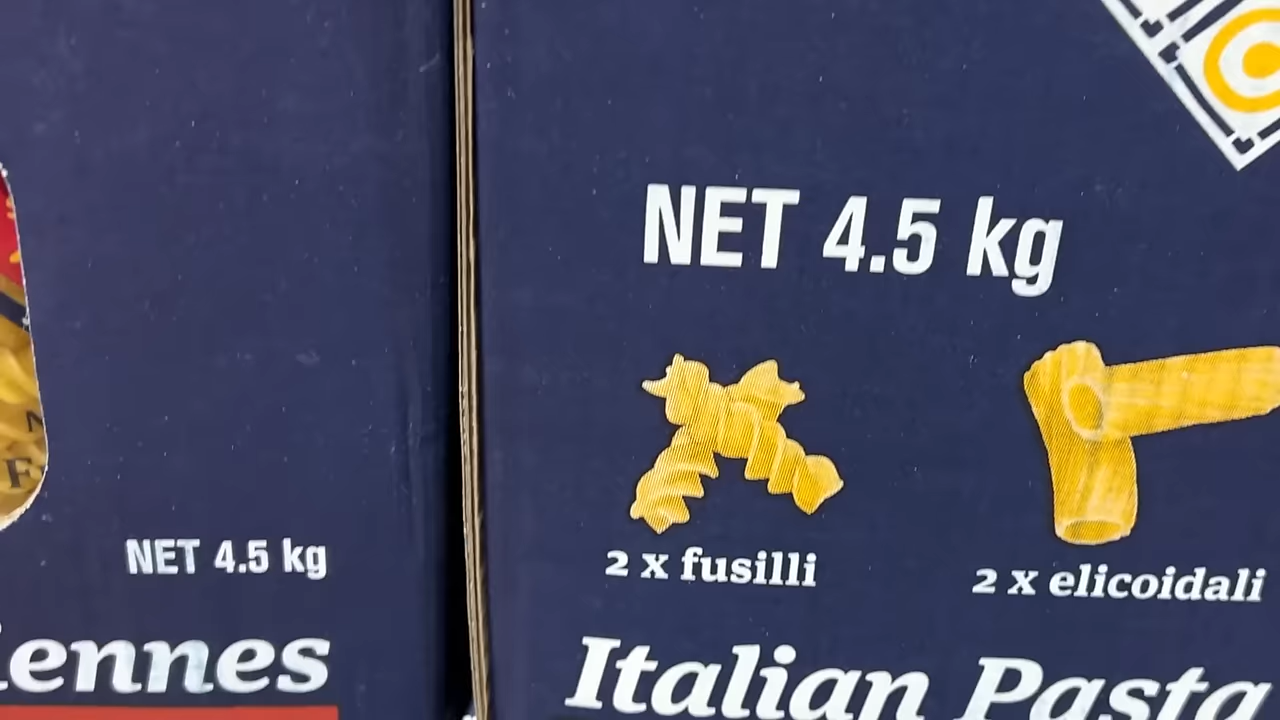 NET 4.5 kg
ennes
NET 4.5 kg
2 x fusilli
2 x elicoidali
Italian Pasta